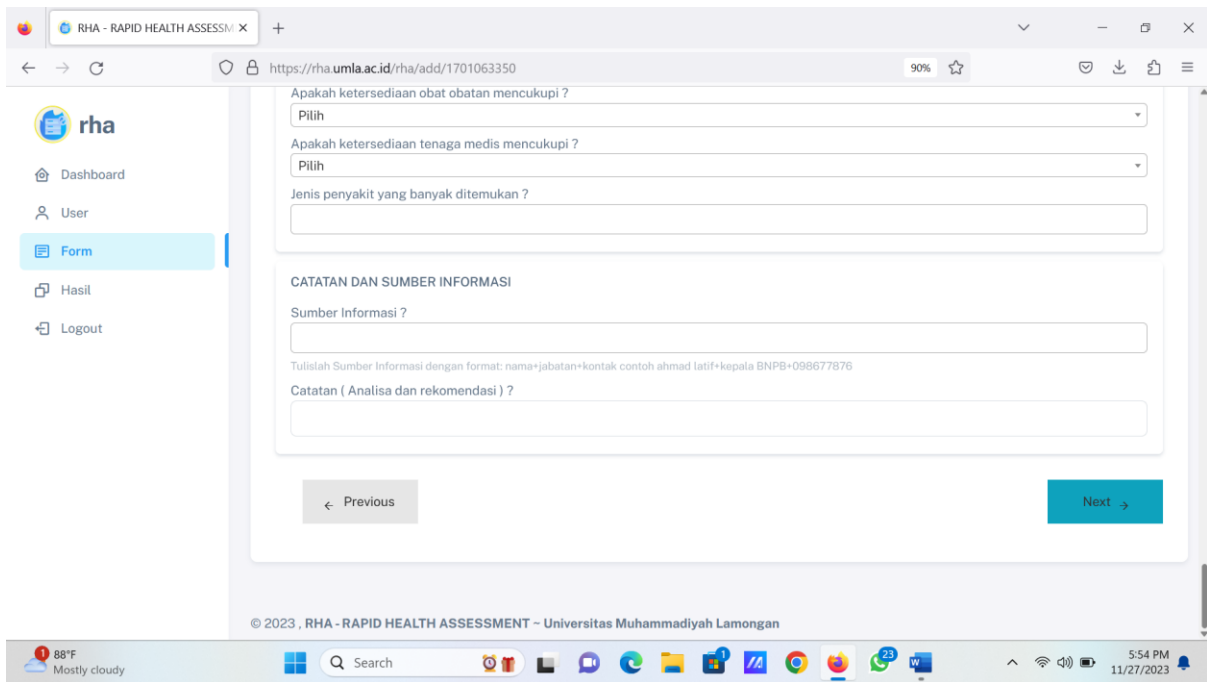 RHA - RAPID HEALTH ASSESSM
https://rha.umla.ac.id/rha/add/1701063350
90%
rha
Dashboard
User
Form
Hasil
Logout
Apakah ketersediaan obat obatan mencukupi ?
Pilih
Apakah ketersediaan tenaga medis mencukupi ?
Pilih
Jenis penyakit yang banyak ditemukan ?
CATATAN DAN SUMBER INFORMASI
Sumber Informasi ?
Tulislah Sumber Informasi dengan format: nama+jabatan+kontak contoh ahmad latif+kepala BNPB+098677876
Catatan ( Analisa dan rekomendasi ) ?
← Previous
Next →
© 2023 , RHA - RAPID HEALTH ASSESSMENT ~ Universitas Muhammadiyah Lamongan
1
88°F
Mostly cloudy
Search
1
23
W
5:54 PM
11/27/2023